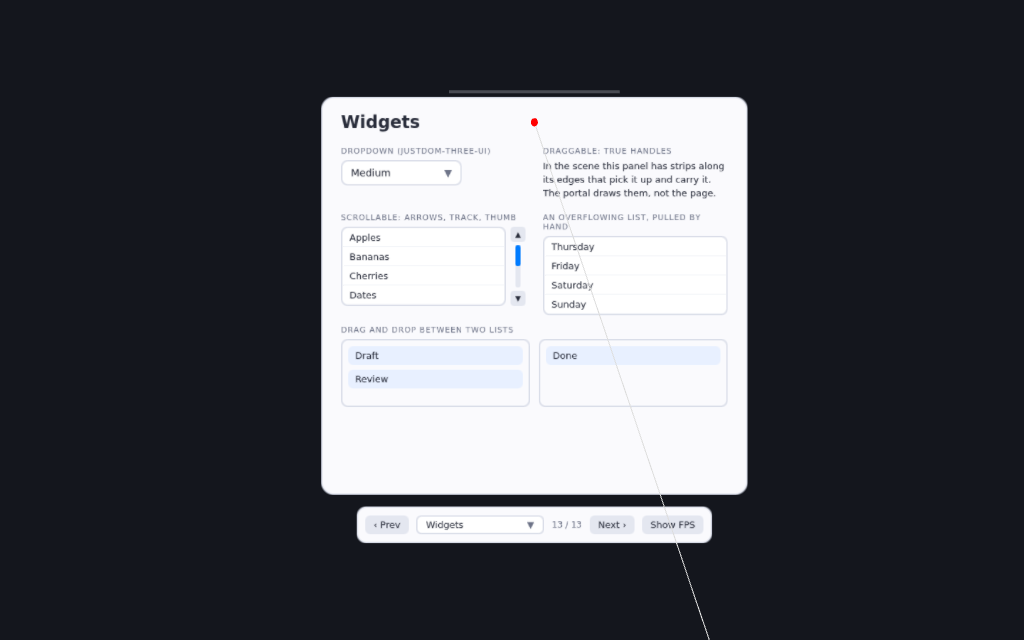 Widgets
DROPDOWN (JUSTDOM-THREE-UI)
Medium ▼
DRAGGABLE: TRUE HANDLES
In the scene this panel has strips along
its edges that pick it up and carry it.
The portal draws them, not the page.
SCROLLABLE: ARROWS, TRACK, THUMB
Apples
Bananas
Cherries
Dates
▲
▼
AN OVERFLOWING LIST, PULLED BY
HAND
Thursday
Friday
Saturday
Sunday
DRAG AND DROP BETWEEN TWO LISTS
Draft
Review
Done
‹ Prev Widgets ▼ 13 / 13 Next › Show FPS